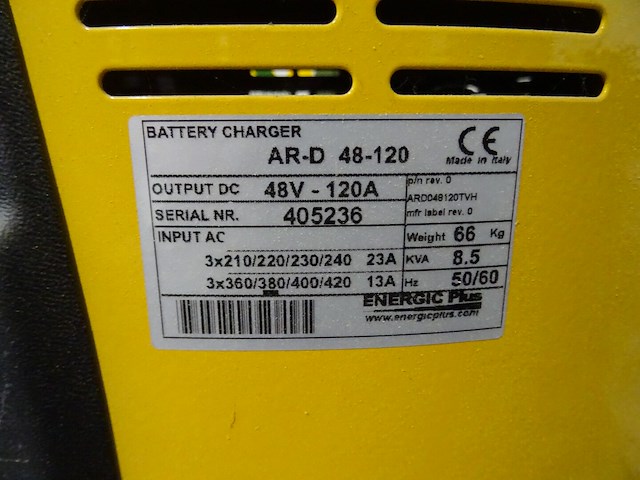 BATTERY CHARGER
AR-D 48-120
CE
Made in Italy
OUTPUT DC 48V - 120A
p/n rev. 0
ARD048120TVH
SERIAL NR. 405236
mfr label rev. 0
INPUT AC
Weight 66 Kg
3x210/220/230/240 23A KVA 8.5
3x360/380/400/420 13A Hz 50/60
ENERGIC Plus
www.energicplus.com